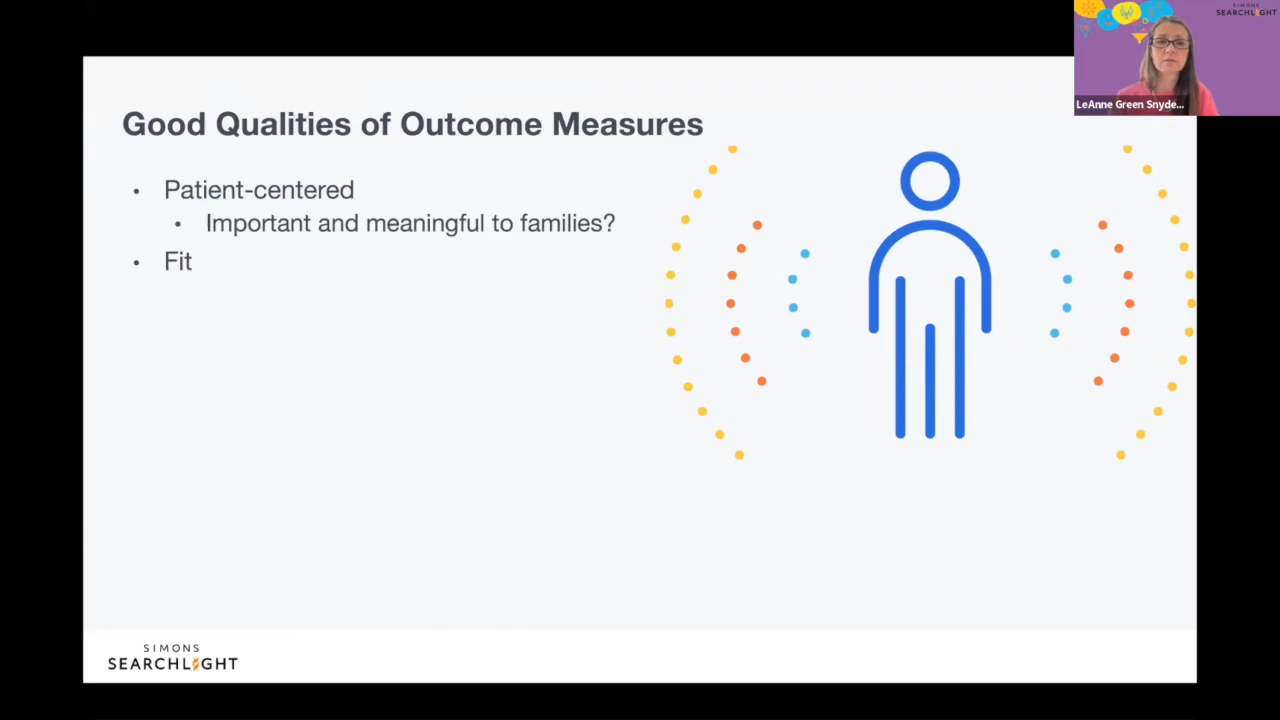 SIMONS
SEARCHLIGHT
LeAnne Green Snyde...
Good Qualities of Outcome Measures
• Patient-centered
• Important and meaningful to families?
• Fit
SIMONS
SEARCHLIGHT